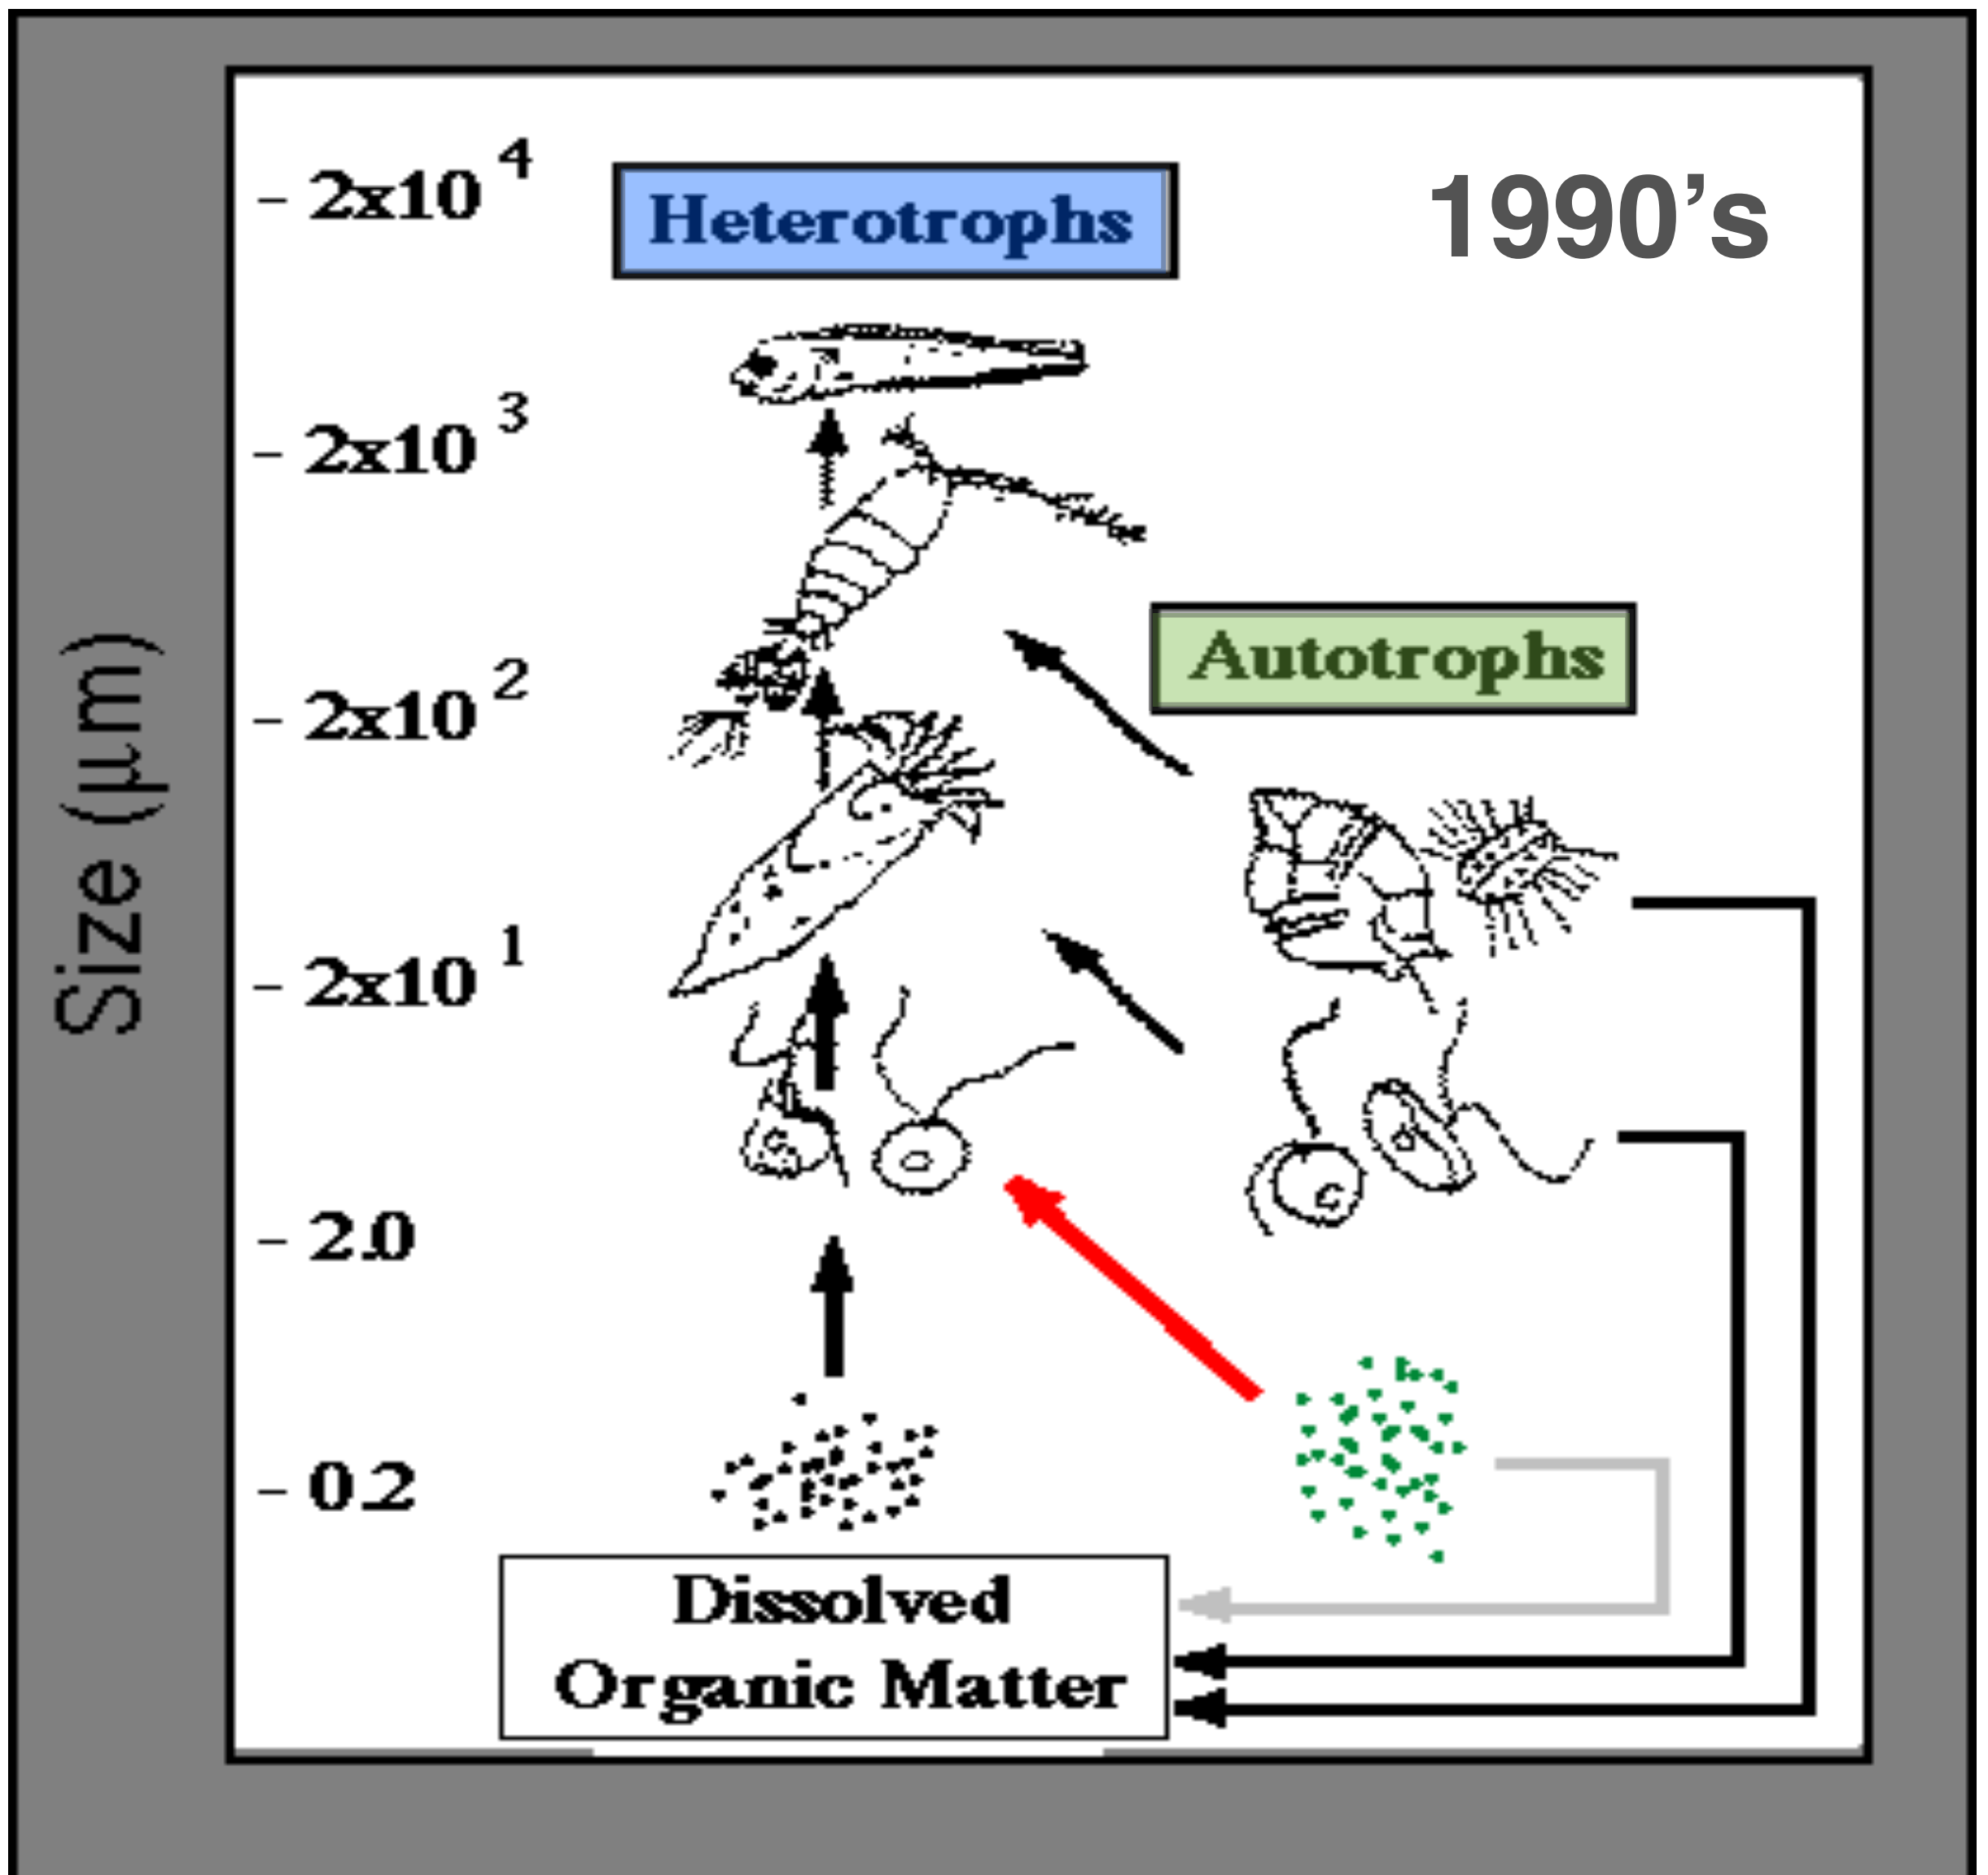 1990’s
Heterotrophs
Autotrophs
Size (μm)
– 2x10 4
– 2x10 3
– 2x10 2
– 2x10 1
– 2.0
– 0.2
Dissolved
Organic Matter